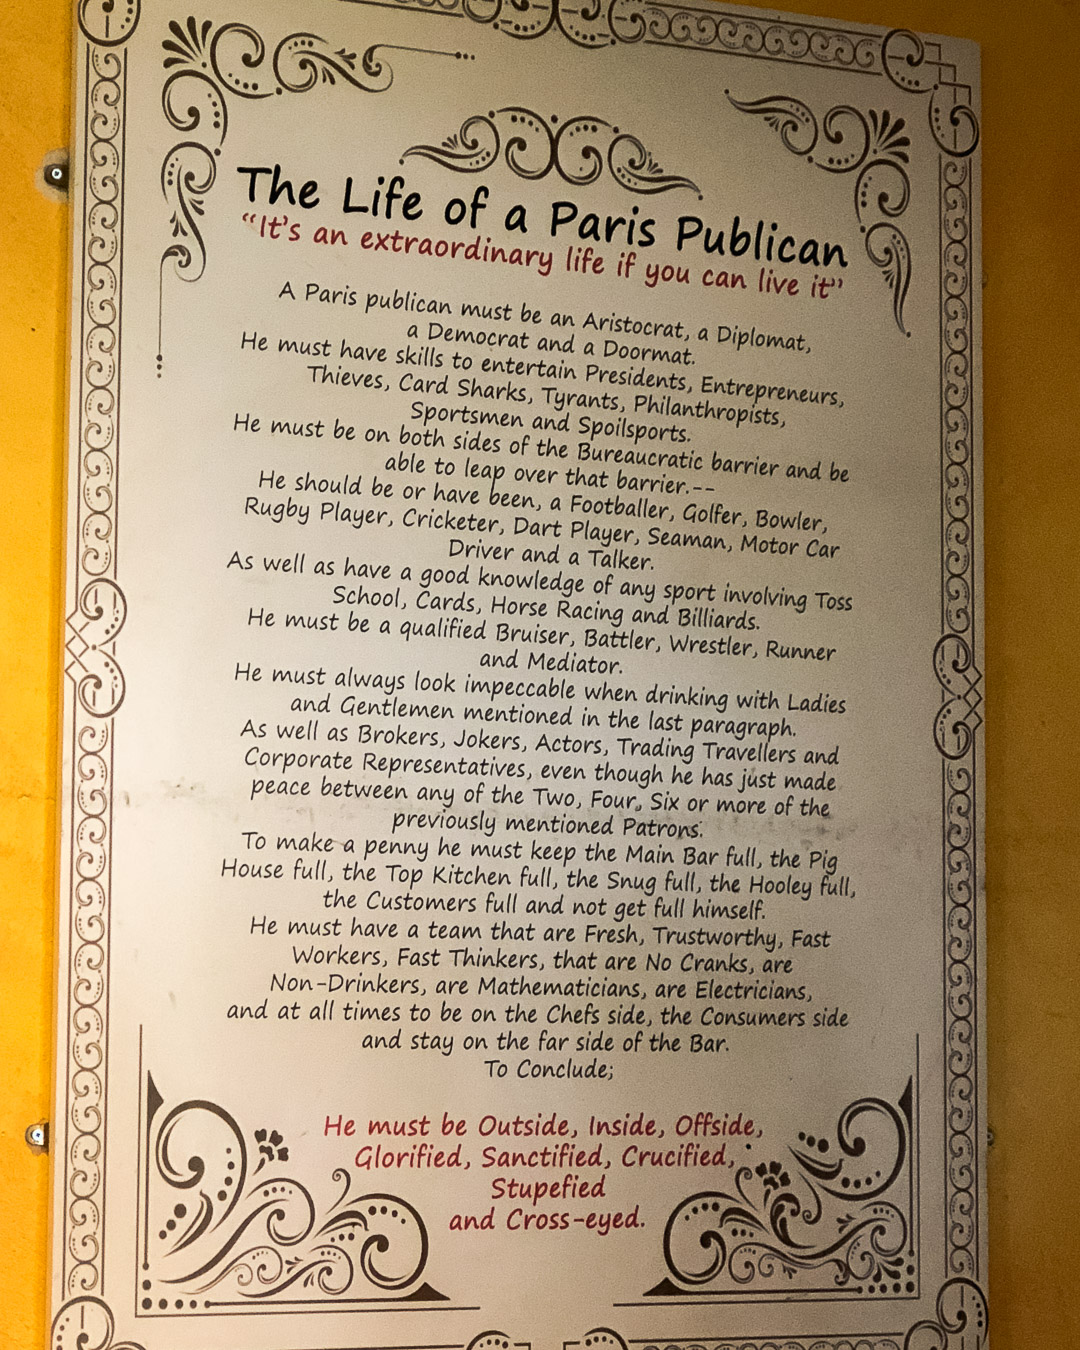 The Life of a Paris Publican
“It’s an extraordinary life if you can live it”
A Paris publican must be an Aristocrat, a Diplomat,
a Democrat and a Doormat.
He must have skills to entertain Presidents, Entrepreneurs,
Thieves, Card Sharks, Tyrants, Philanthropists,
Sportsmen and Spoilsports.
He must be on both sides of the Bureaucratic barrier and be
able to leap over that barrier.--
He should be or have been, a Footballer, Golfer, Bowler,
Rugby Player, Cricketer, Dart Player, Seaman, Motor Car
Driver and a Talker.
As well as have a good knowledge of any sport involving Toss
School, Cards, Horse Racing and Billiards.
He must be a qualified Bruiser, Battler, Wrestler, Runner
and Mediator.
He must always look impeccable when drinking with Ladies
and Gentlemen mentioned in the last paragraph.
As well as Brokers, Jokers, Actors, Trading Travellers and
Corporate Representatives, even though he has just made
peace between any of the Two, Four, Six or more of the
previously mentioned Patrons.
To make a penny he must keep the Main Bar full, the Pig
House full, the Top Kitchen full, the Snug full, the Hooley full,
the Customers full and not get full himself.
He must have a team that are Fresh, Trustworthy, Fast
Workers, Fast Thinkers, that are No Cranks, are
Non-Drinkers, are Mathematicians, are Electricians,
and at all times to be on the Chefs side, the Consumers side
and stay on the far side of the Bar.
To Conclude;
He must be Outside, Inside, Offside,
Glorified, Sanctified, Crucified,
Stupefied
and Cross-eyed.